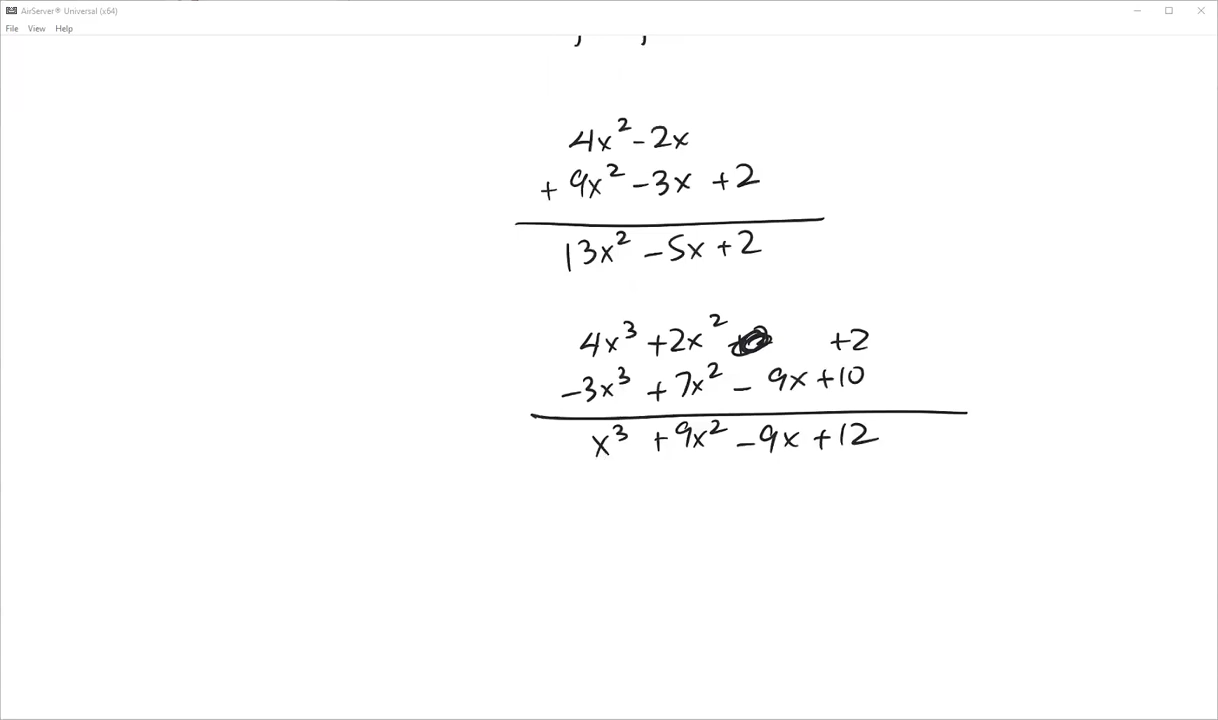 AirServer® Universal (x64)
File View Help
4x² - 2x
+ 9x² - 3x + 2
13x² - 5x + 2
4x³ + 2x² + 2
- 3x³ + 7x² - 9x + 10
x³ + 9x² - 9x + 12